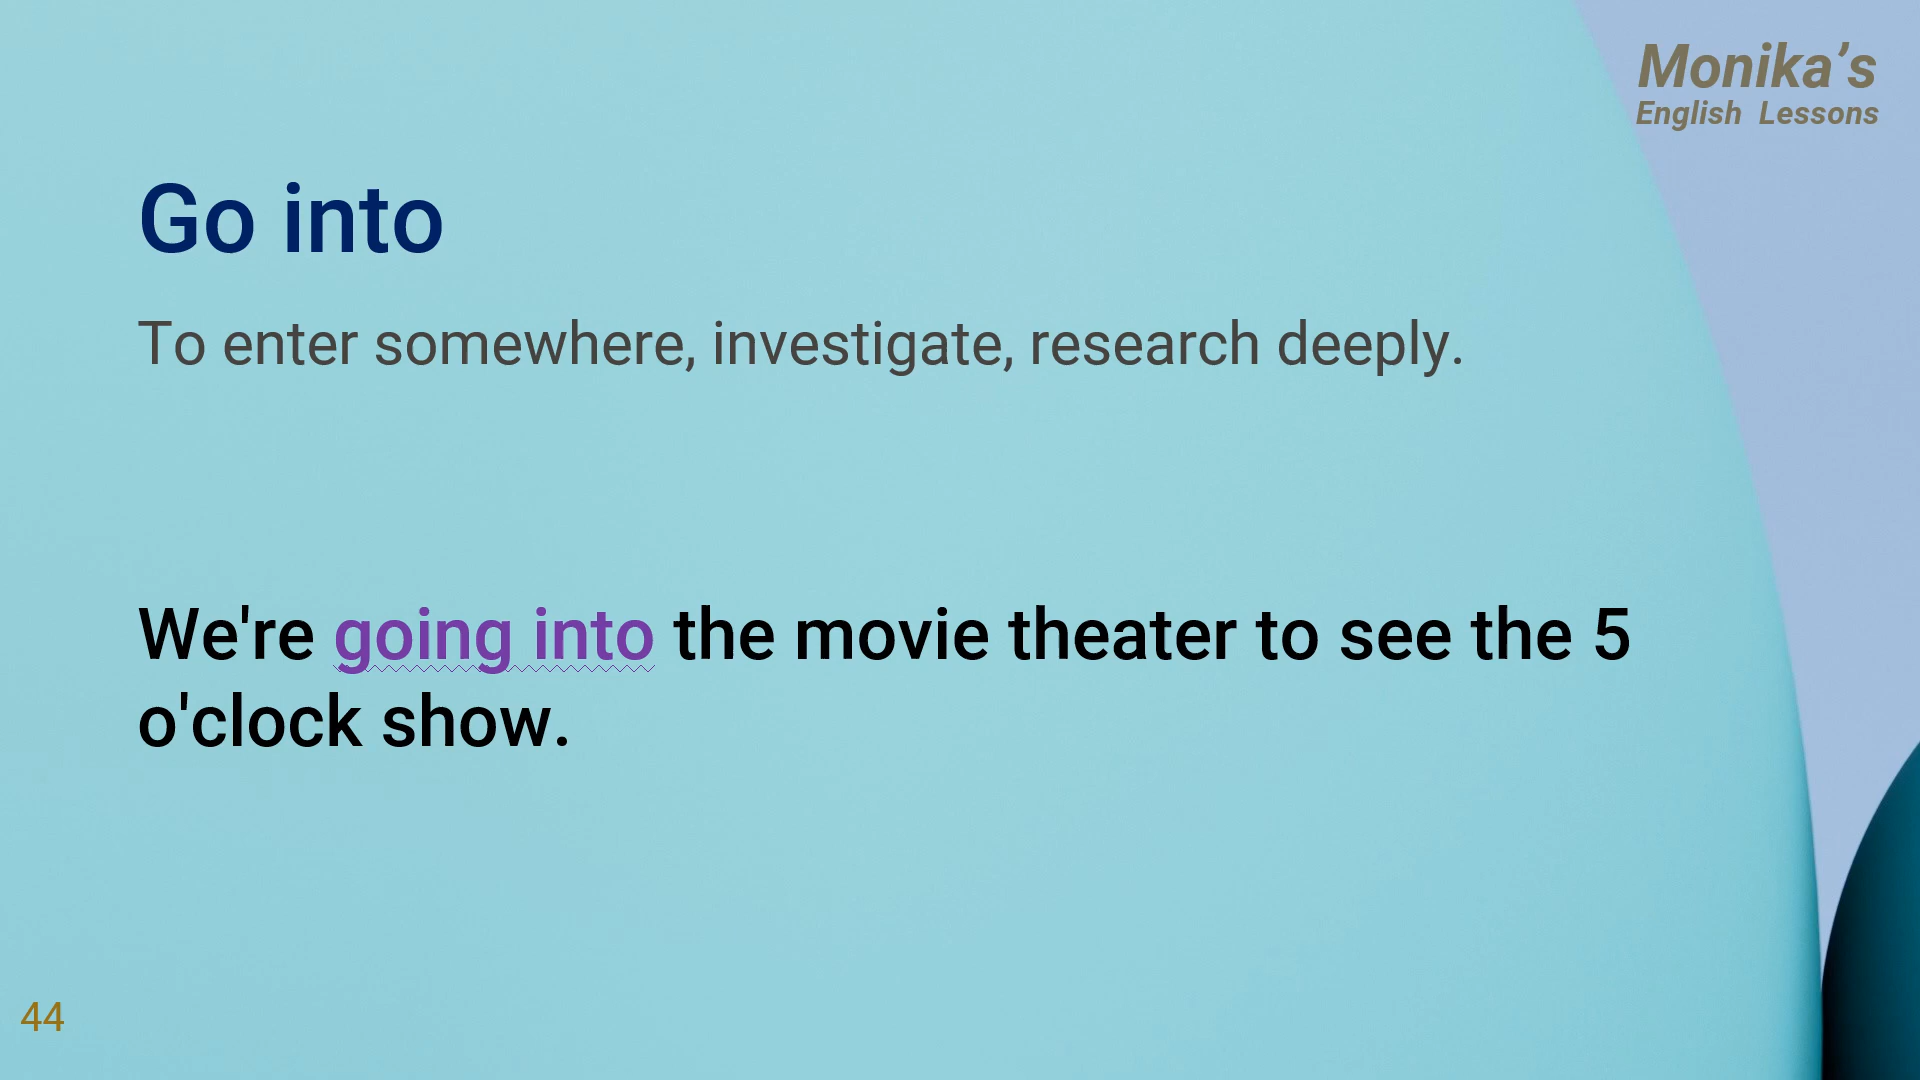 Monika’s
English Lessons
Go into
To enter somewhere, investigate, research deeply.
We're going into the movie theater to see the 5
o'clock show.
44